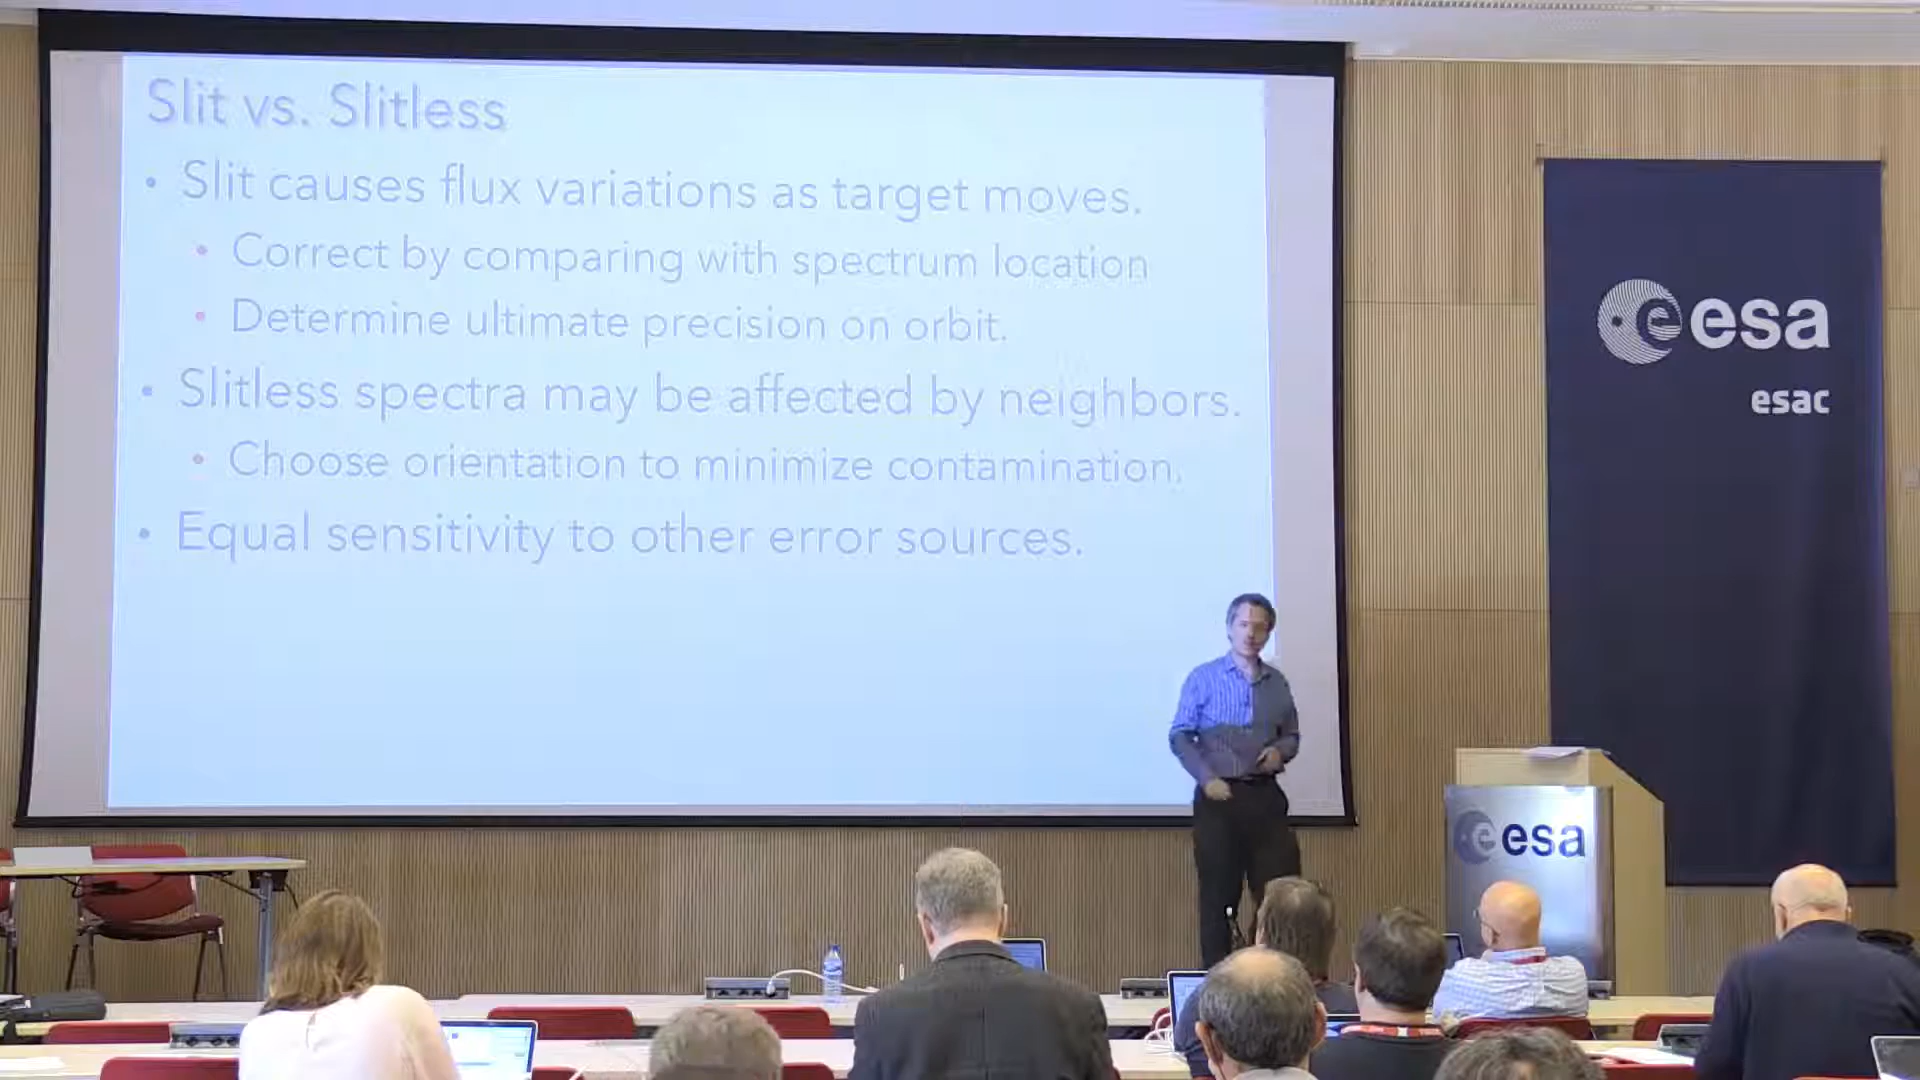 Slit vs. Slitless
• Slit causes flux variations as target moves.
• Correct by comparing with spectrum location
• Determine ultimate precision on orbit.
• Slitless spectra may be affected by neighbors.
• Choose orientation to minimize contamination.
• Equal sensitivity to other error sources.
esa
esac
esa